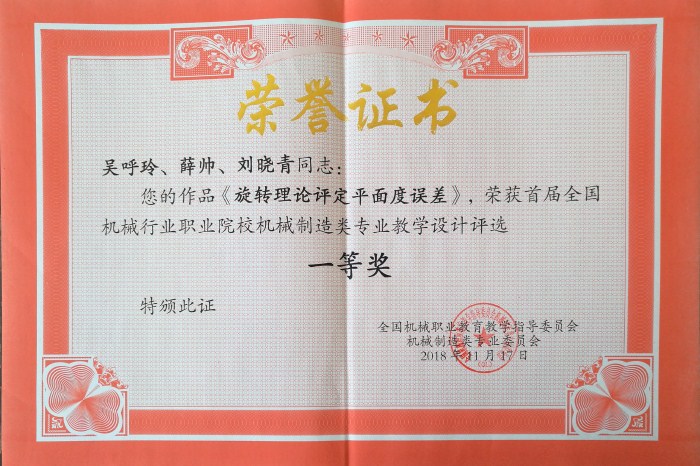 荣誉证书
吴呼玲、薛帅、刘晓青同志：
您的作品《旋转理论评定平面度误差》，荣获首届全国
机械行业职业院校机械制造类专业教学设计评选
一等奖
特颁此证
全国机械职业教育教学指导委员会
机械制造类专业委员会
2018年11月17日